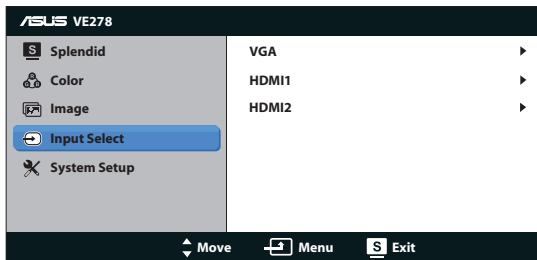 ASUS VE278
S Splendid
Color
Image
Input Select
System Setup
VGA
HDMI1
HDMI2
Move Menu S Exit